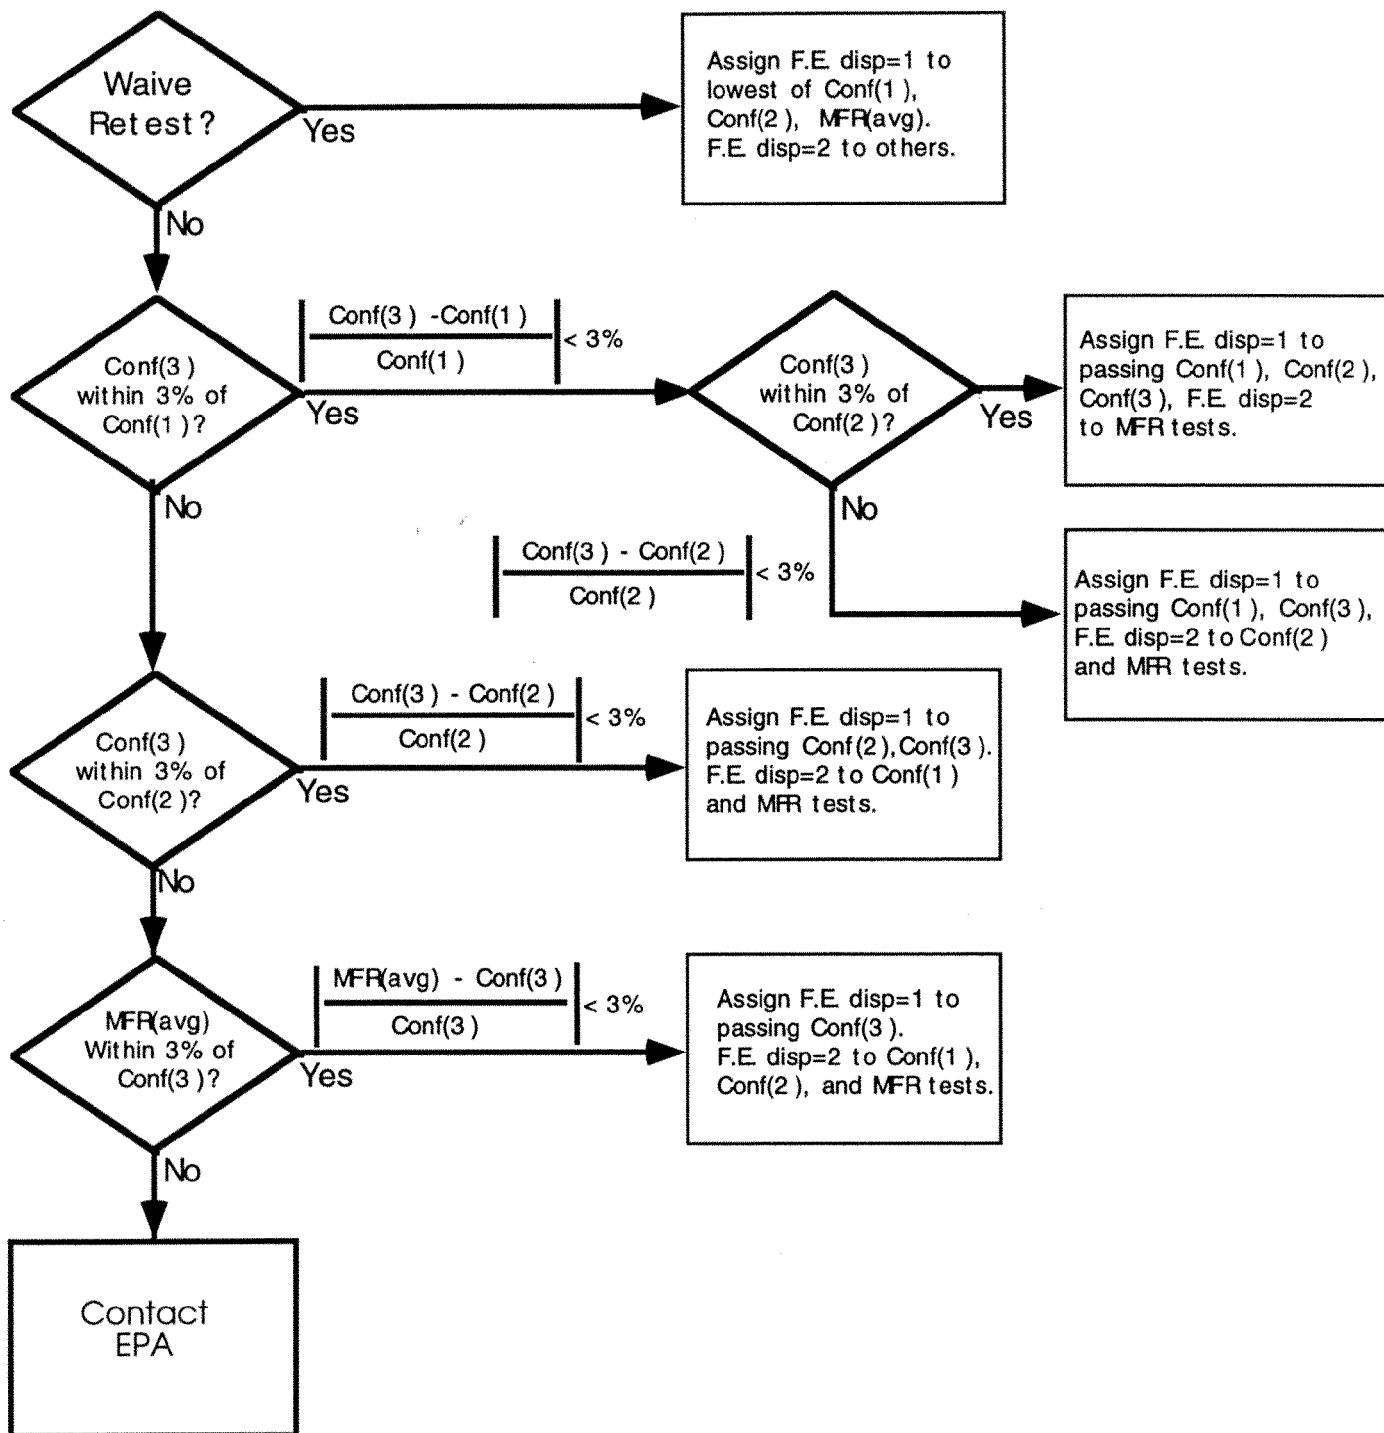 Waive
Retest?
Yes
Assign F.E. disp=1 to
lowest of Conf(1),
Conf(2), MFR(avg).
F.E. disp=2 to others.
No
Conf(3)
within 3% of
Conf(1)?
Conf(3) -Conf(1)
Conf(1)
< 3%
Yes
Conf(3)
within 3% of
Conf(2)?
Yes
Assign F.E. disp=1 to
passing Conf(1), Conf(2),
Conf(3), F.E. disp=2
to MFR tests.
No
No
Conf(3) - Conf(2)
Conf(2)
< 3%
Assign F.E. disp=1 to
passing Conf(1), Conf(3),
F.E. disp=2 to Conf(2)
and MFR tests.
Conf(3)
within 3% of
Conf(2)?
Conf(3) - Conf(2)
Conf(2)
< 3%
Yes
Assign F.E. disp=1 to
passing Conf(2),Conf(3).
F.E. disp=2 to Conf(1)
and MFR tests.
No
MFR(avg)
Within 3% of
Conf(3)?
MFR(avg) - Conf(3)
Conf(3)
< 3%
Yes
Assign F.E. disp=1 to
passing Conf(3).
F.E. disp=2 to Conf(1),
Conf(2), and MFR tests.
No
Contact
EPA